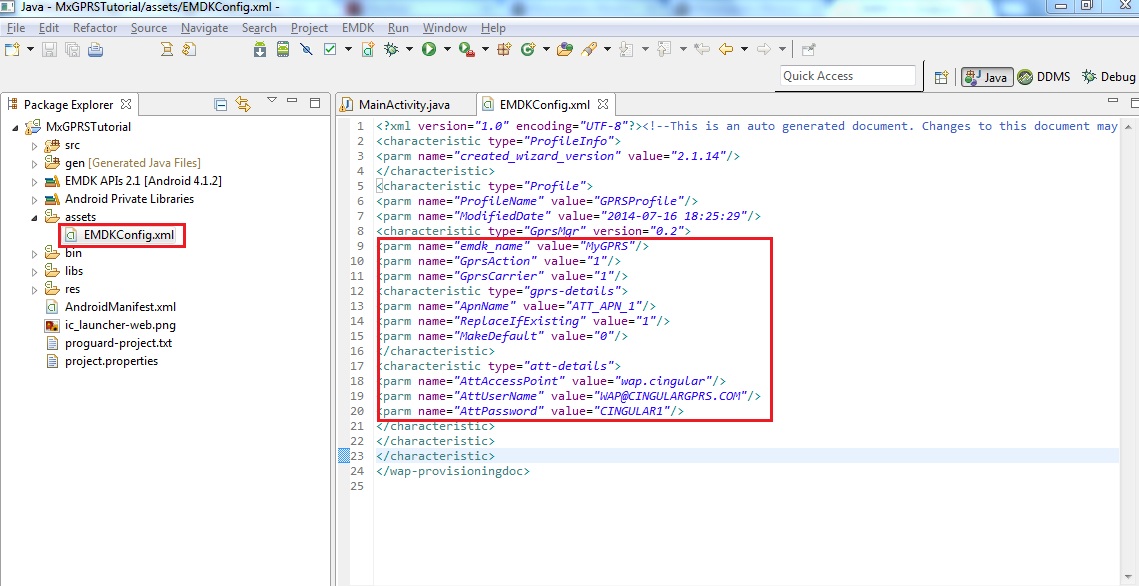 Java - MxGPRSTutorial/assets/EMDKConfig.xml -
File Edit Refactor Source Navigate Search Project EMDK Run Window Help
Quick Access
Java
DDMS
Debug
Package Explorer
MxGPRSTutorial
src
gen [Generated Java Files]
EMDK APIs 2.1 [Android 4.1.2]
Android Private Libraries
assets
EMDKConfig.xml
bin
libs
res
AndroidManifest.xml
ic_launcher-web.png
proguard-project.txt
project.properties
MainActivity.java
EMDKConfig.xml
1 <?xml version="1.0" encoding="UTF-8"?><!--This is an auto generated document. Changes to this document may
2 <characteristic type="ProfileInfo">
3 <parm name="created_wizard_version" value="2.1.14"/>
4 </characteristic>
5 <characteristic type="Profile">
6 <parm name="ProfileName" value="GPRSProfile"/>
7 <parm name="ModifiedDate" value="2014-07-16 18:25:29"/>
8 <characteristic type="GprsMgr" version="0.2">
9 <parm name="emdk_name" value="MyGPRS"/>
10 <parm name="GprsAction" value="1"/>
11 <parm name="GprsCarrier" value="1"/>
12 <characteristic type="gprs-details">
13 <parm name="ApnName" value="ATT_APN_1"/>
14 <parm name="ReplaceIfExisting" value="1"/>
15 <parm name="MakeDefault" value="0"/>
16 </characteristic>
17 <characteristic type="att-details">
18 <parm name="AttAccessPoint" value="wap.cingular"/>
19 <parm name="AttUserName" value="WAP@CINGULARGPRS.COM"/>
20 <parm name="AttPassword" value="CINGULAR1"/>
21 </characteristic>
22 </characteristic>
23 </characteristic>
24 </wap-provisioningdoc>
25